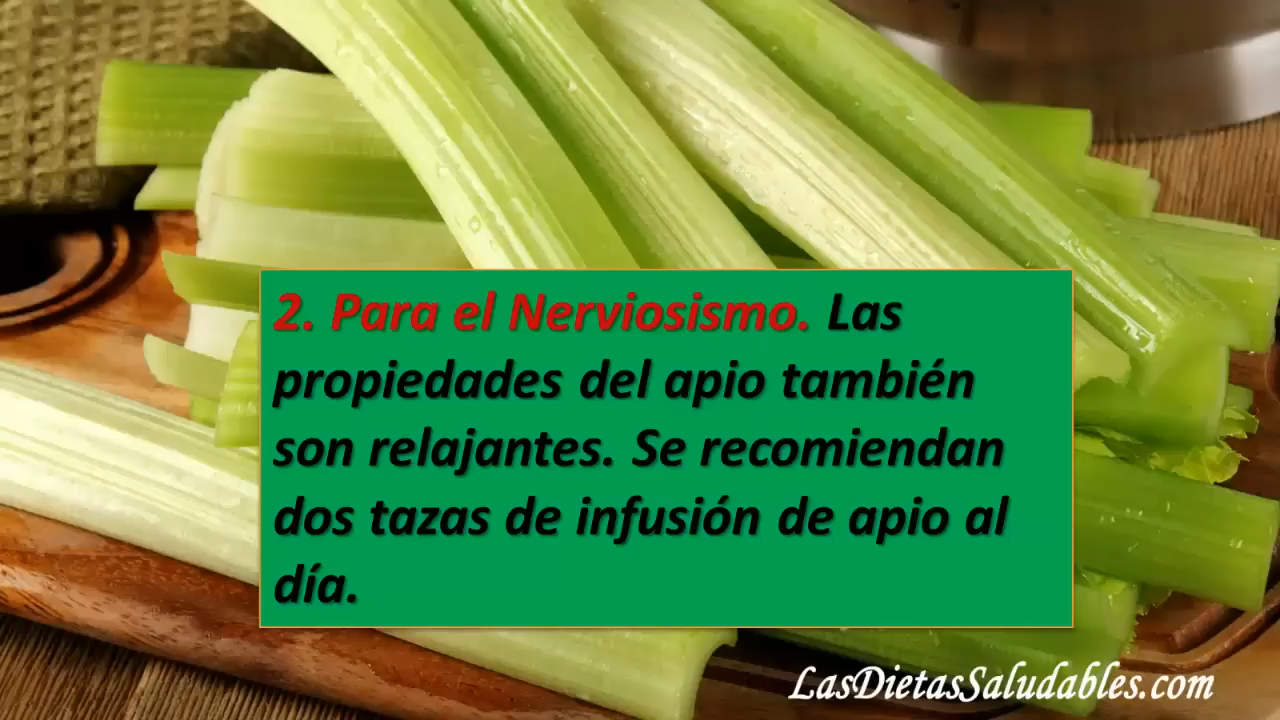 2. Para el Nerviosismo. Las
propiedades del apio también
son relajantes. Se recomiendan
dos tazas de infusión de apio al
día.
LasDietasSaludables.com